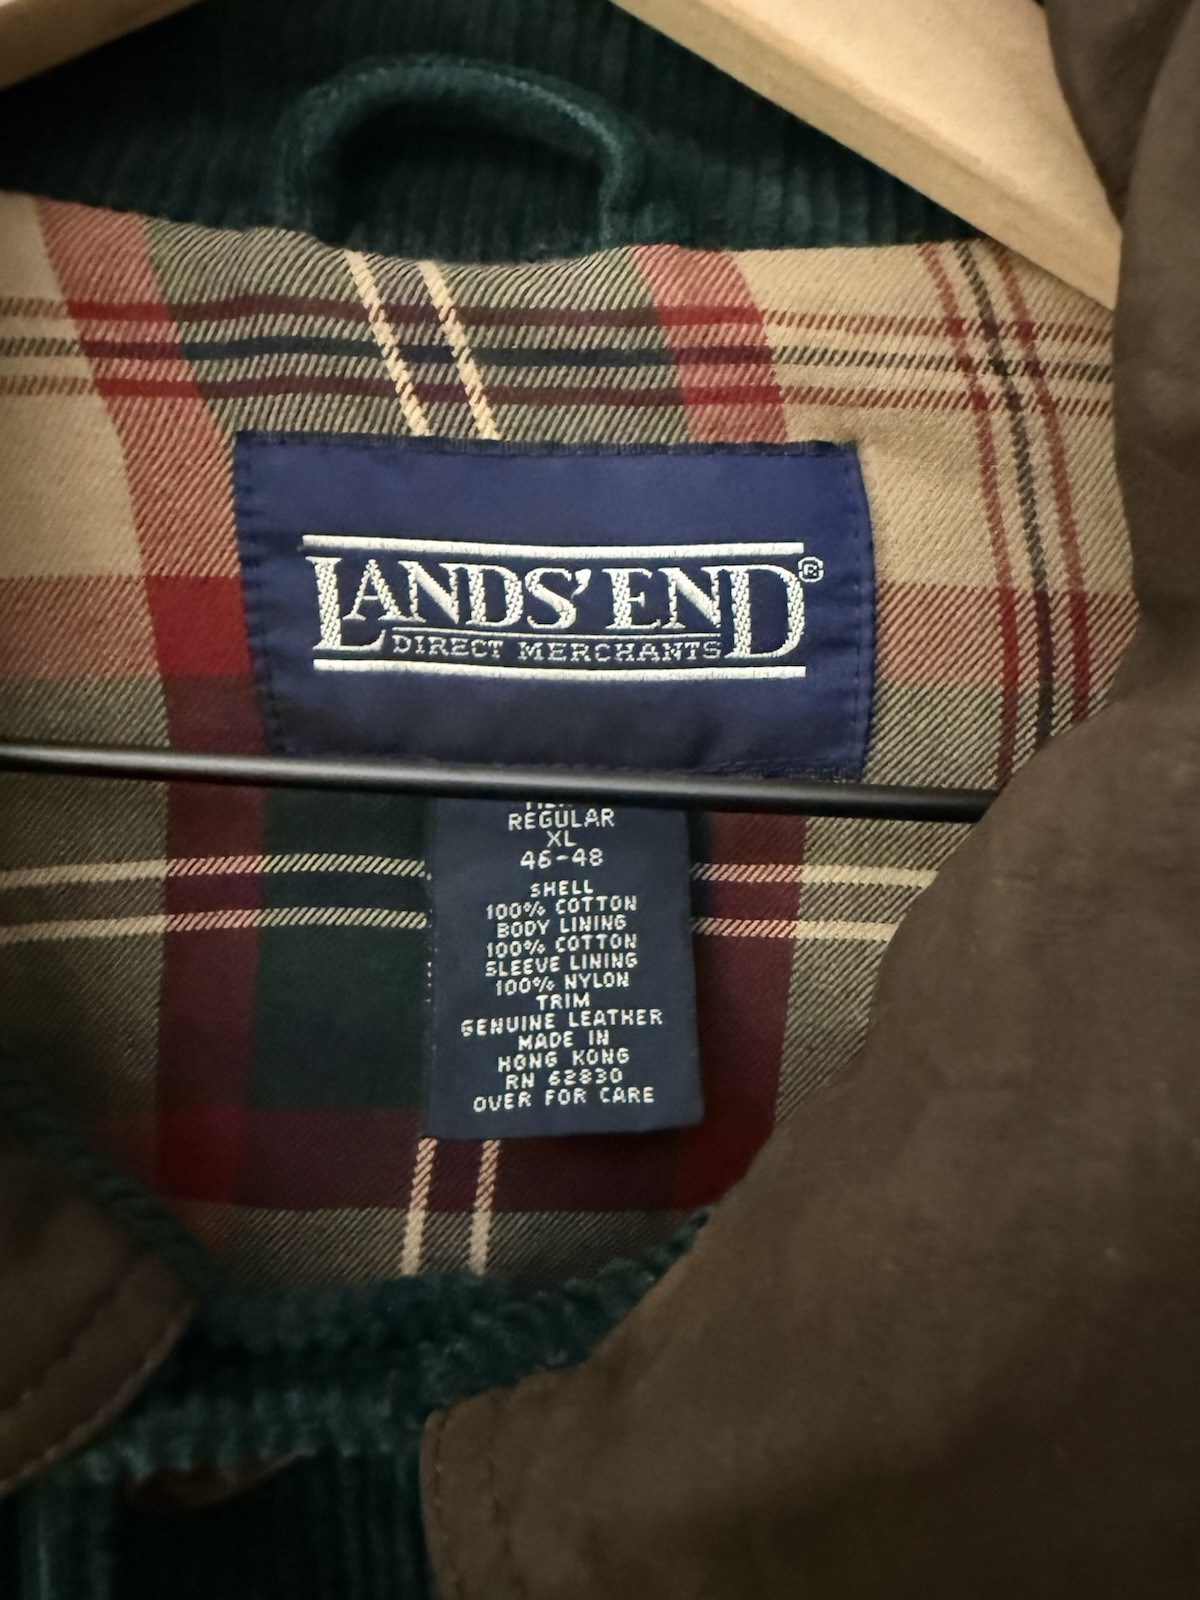 LANDS' END®
DIRECT MERCHANTS
REGULAR
XL
46-48
SHELL
100% COTTON
BODY LINING
100% COTTON
SLEEVE LINING
100% NYLON
TRIM
GENUINE LEATHER
MADE IN
HONG KONG
RN 62830
OVER FOR CARE